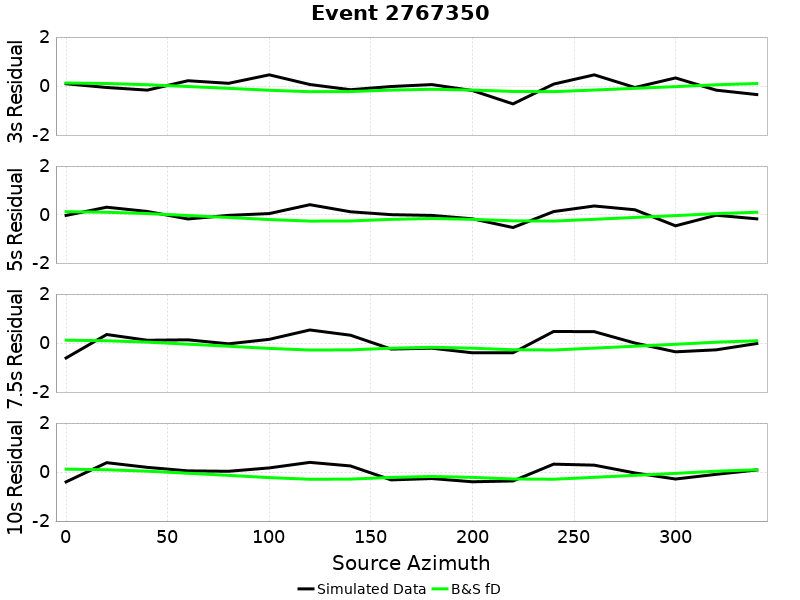 Event 2767350
3s Residual
2
0
-2
5s Residual
2
0
-2
7.5s Residual
2
0
-2
10s Residual
2
0
-2
0 50 100 150 200 250 300
Source Azimuth
Simulated Data B&S fD